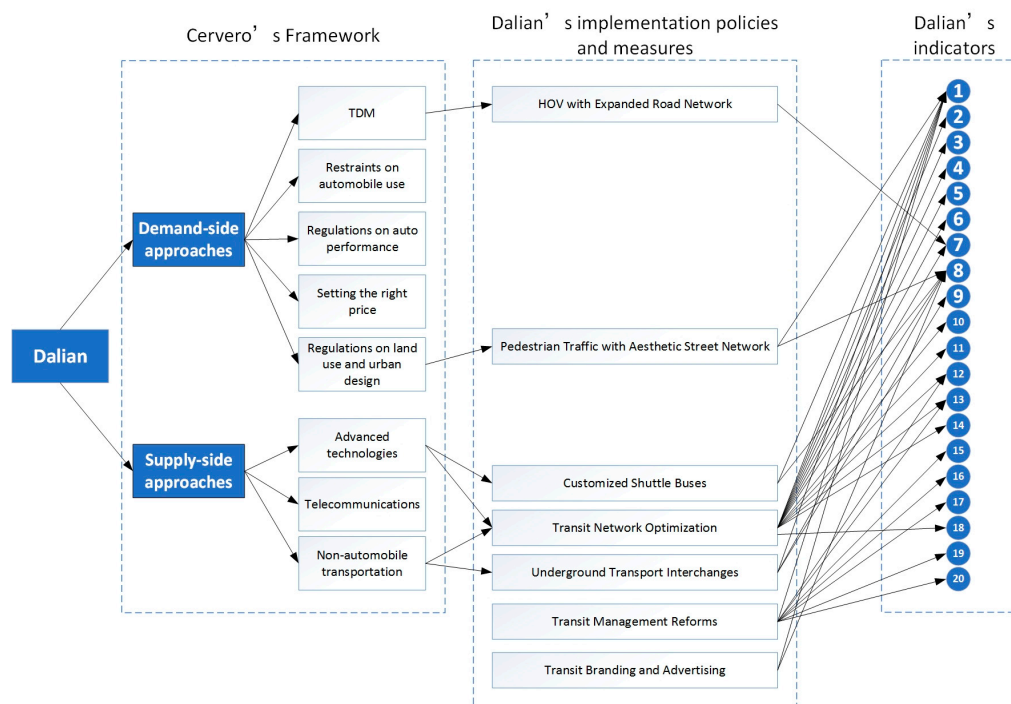 Cervero’s Framework
Dalian’s implementation policies
and measures
Dalian’s
indicators
Dalian
Demand-side
approaches
Supply-side
approaches
TDM
Restraints on
automobile use
Regulations on auto
performance
Setting the right
price
Regulations on land
use and urban
design
Advanced
technologies
Telecommunications
Non-automobile
transportation
HOV with Expanded Road Network
Pedestrian Traffic with Aesthetic Street Network
Customized Shuttle Buses
Transit Network Optimization
Underground Transport Interchanges
Transit Management Reforms
Transit Branding and Advertising
1
2
3
4
5
6
7
8
9
10
11
12
13
14
15
16
17
18
19
20